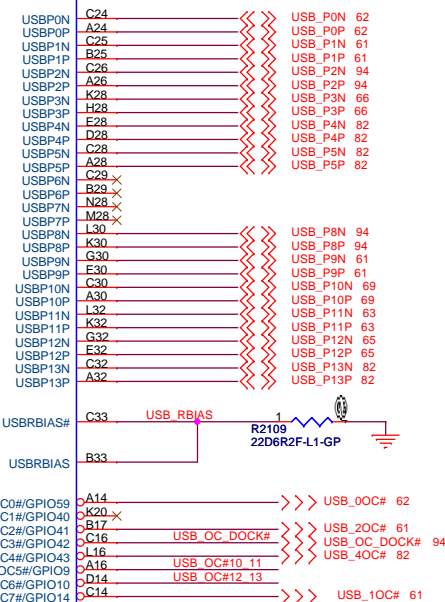 USBP0N C24 USB_P0N 62
USBP0P A24 USB_P0P 62
USBP1N C25 USB_P1N 61
USBP1P B25 USB_P1P 61
USBP2N C26 USB_P2N 94
USBP2P A26 USB_P2P 94
USBP3N K28 USB_P3N 66
USBP3P H28 USB_P3P 66
USBP4N E28 USB_P4N 82
USBP4P D28 USB_P4P 82
USBP5N C28 USB_P5N 82
USBP5P A28 USB_P5P 82
USBP6N C29
USBP6P B29
USBP7N N28
USBP7P M28
USBP8N L30 USB_P8N 94
USBP8P K30 USB_P8P 94
USBP9N G30 USB_P9N 61
USBP9P E30 USB_P9P 61
USBP10N C30 USB_P10N 69
USBP10P A30 USB_P10P 69
USBP11N L32 USB_P11N 63
USBP11P K32 USB_P11P 63
USBP12N G32 USB_P12N 65
USBP12P E32 USB_P12P 65
USBP13N C32 USB_P13N 82
USBP13P A32 USB_P13P 82
USBRBIAS# C33 USB_RBIAS 1
R2109
22D6R2F-L1-GP
USBRBIAS B33
C0#/GPIO59 A14 USB_0OC# 62
C1#/GPIO40 K20
C2#/GPIO41 B17 USB_2OC# 61
C3#/GPIO42 C16 USB_OC_DOCK# USB_OC_DOCK# 94
C4#/GPIO43 L16 USB_4OC# 82
OC5#/GPIO9 A16 USB_OC#10_11
C6#/GPIO10 D14 USB_OC#12_13
C7#/GPIO14 C14 USB_1OC# 61